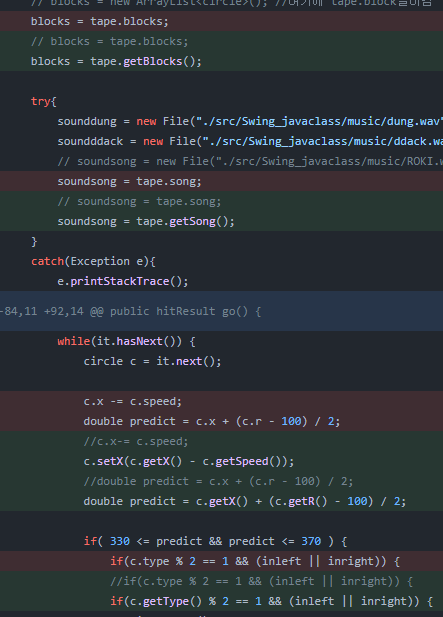 // blocks = new ArrayList<circle>(); //여기에 tape.block들어감
blocks = tape.blocks;
// blocks = tape.blocks;
blocks = tape.getBlocks();
try{
sounddung = new File("./src/Swing_javaclass/music/dung.wav"
soundddack = new File("./src/Swing_javaclass/music/ddack.wa
// soundsong = new File("./src/Swing_javaclass/music/ROKI.w
soundsong = tape.song;
// soundsong = tape.song;
soundsong = tape.getSong();
}
catch(Exception e){
e.printStackTrace();
-84,11 +92,14 @@ public hitResult go() {
while(it.hasNext()) {
circle c = it.next();
c.x -= c.speed;
double predict = c.x + (c.r - 100) / 2;
//c.x-= c.speed;
c.setX(c.getX() - c.getSpeed());
//double predict = c.x + (c.r - 100) / 2;
double predict = c.getX() + (c.getR() - 100) / 2;
if( 330 <= predict && predict <= 370 ) {
if(c.type % 2 == 1 && (inleft || inright)) {
//if(c.type % 2 == 1 && (inleft || inright)) {
if(c.getType() % 2 == 1 && (inleft || inright)) {